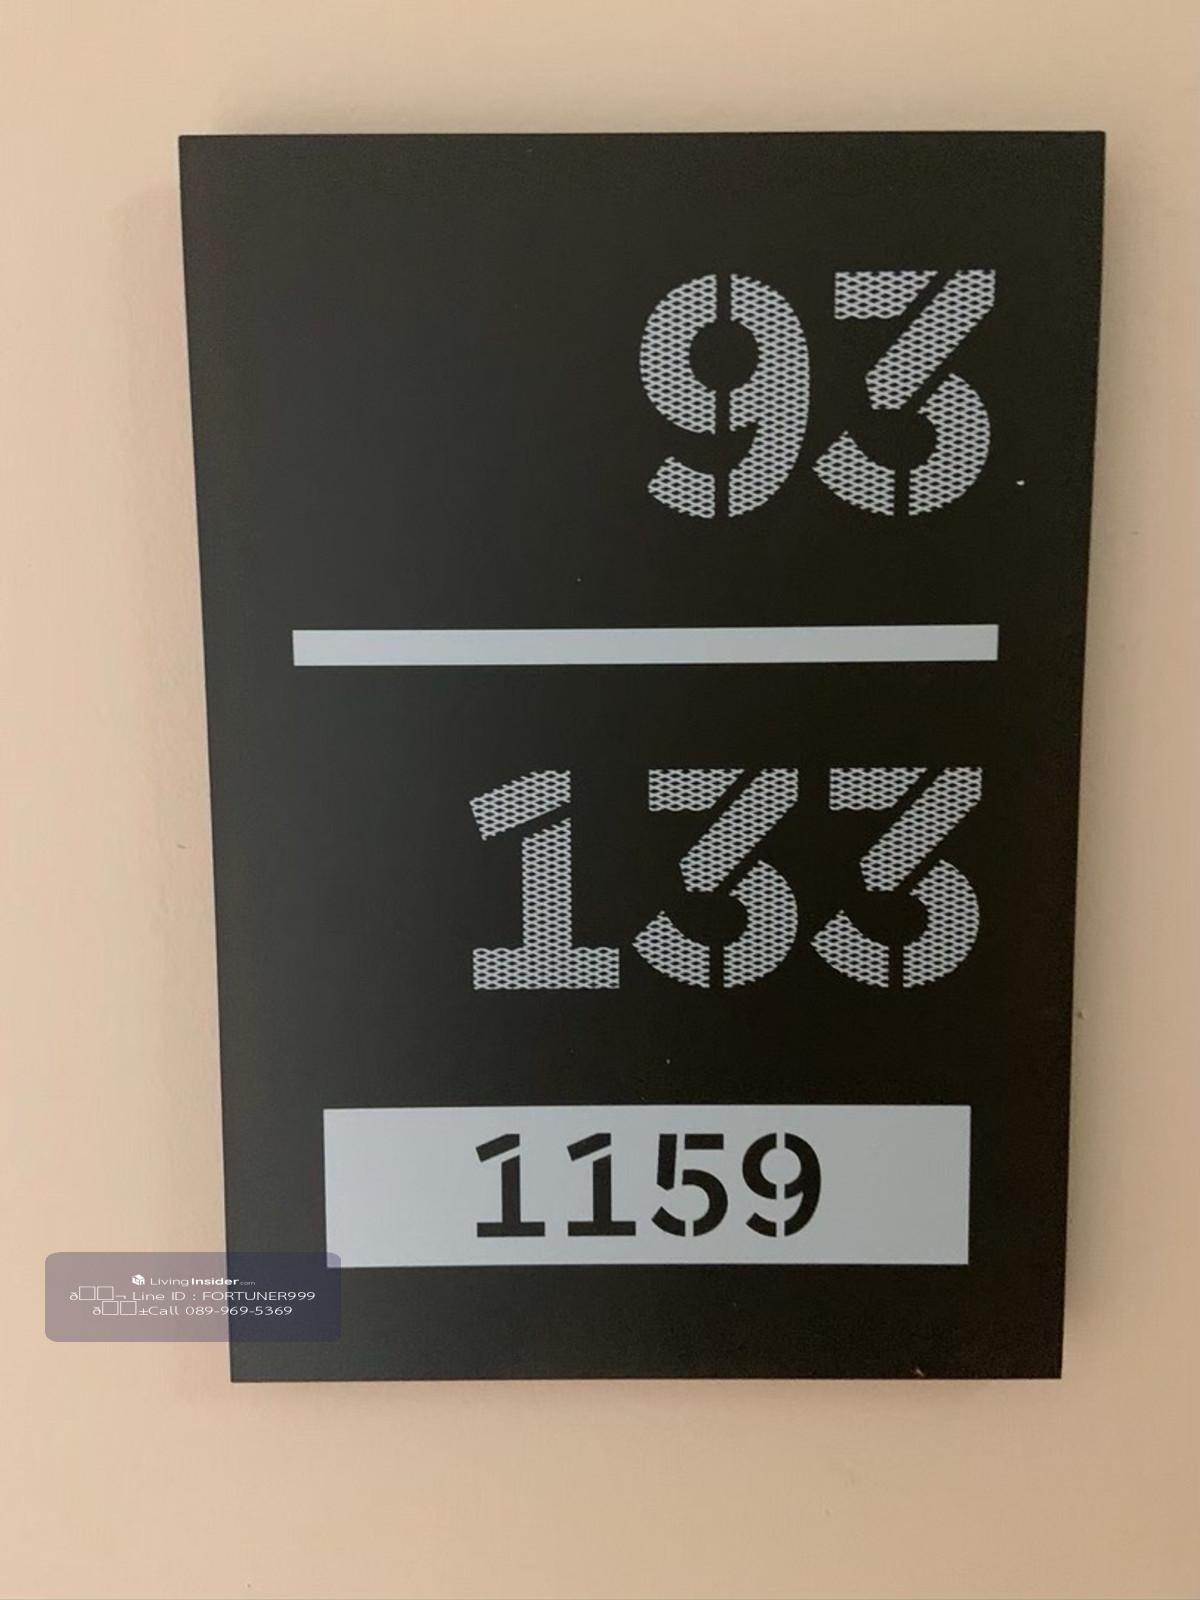 93
133
1159
LivingInsider.com
Line ID : FORTUNER999
Call 089-969-5369